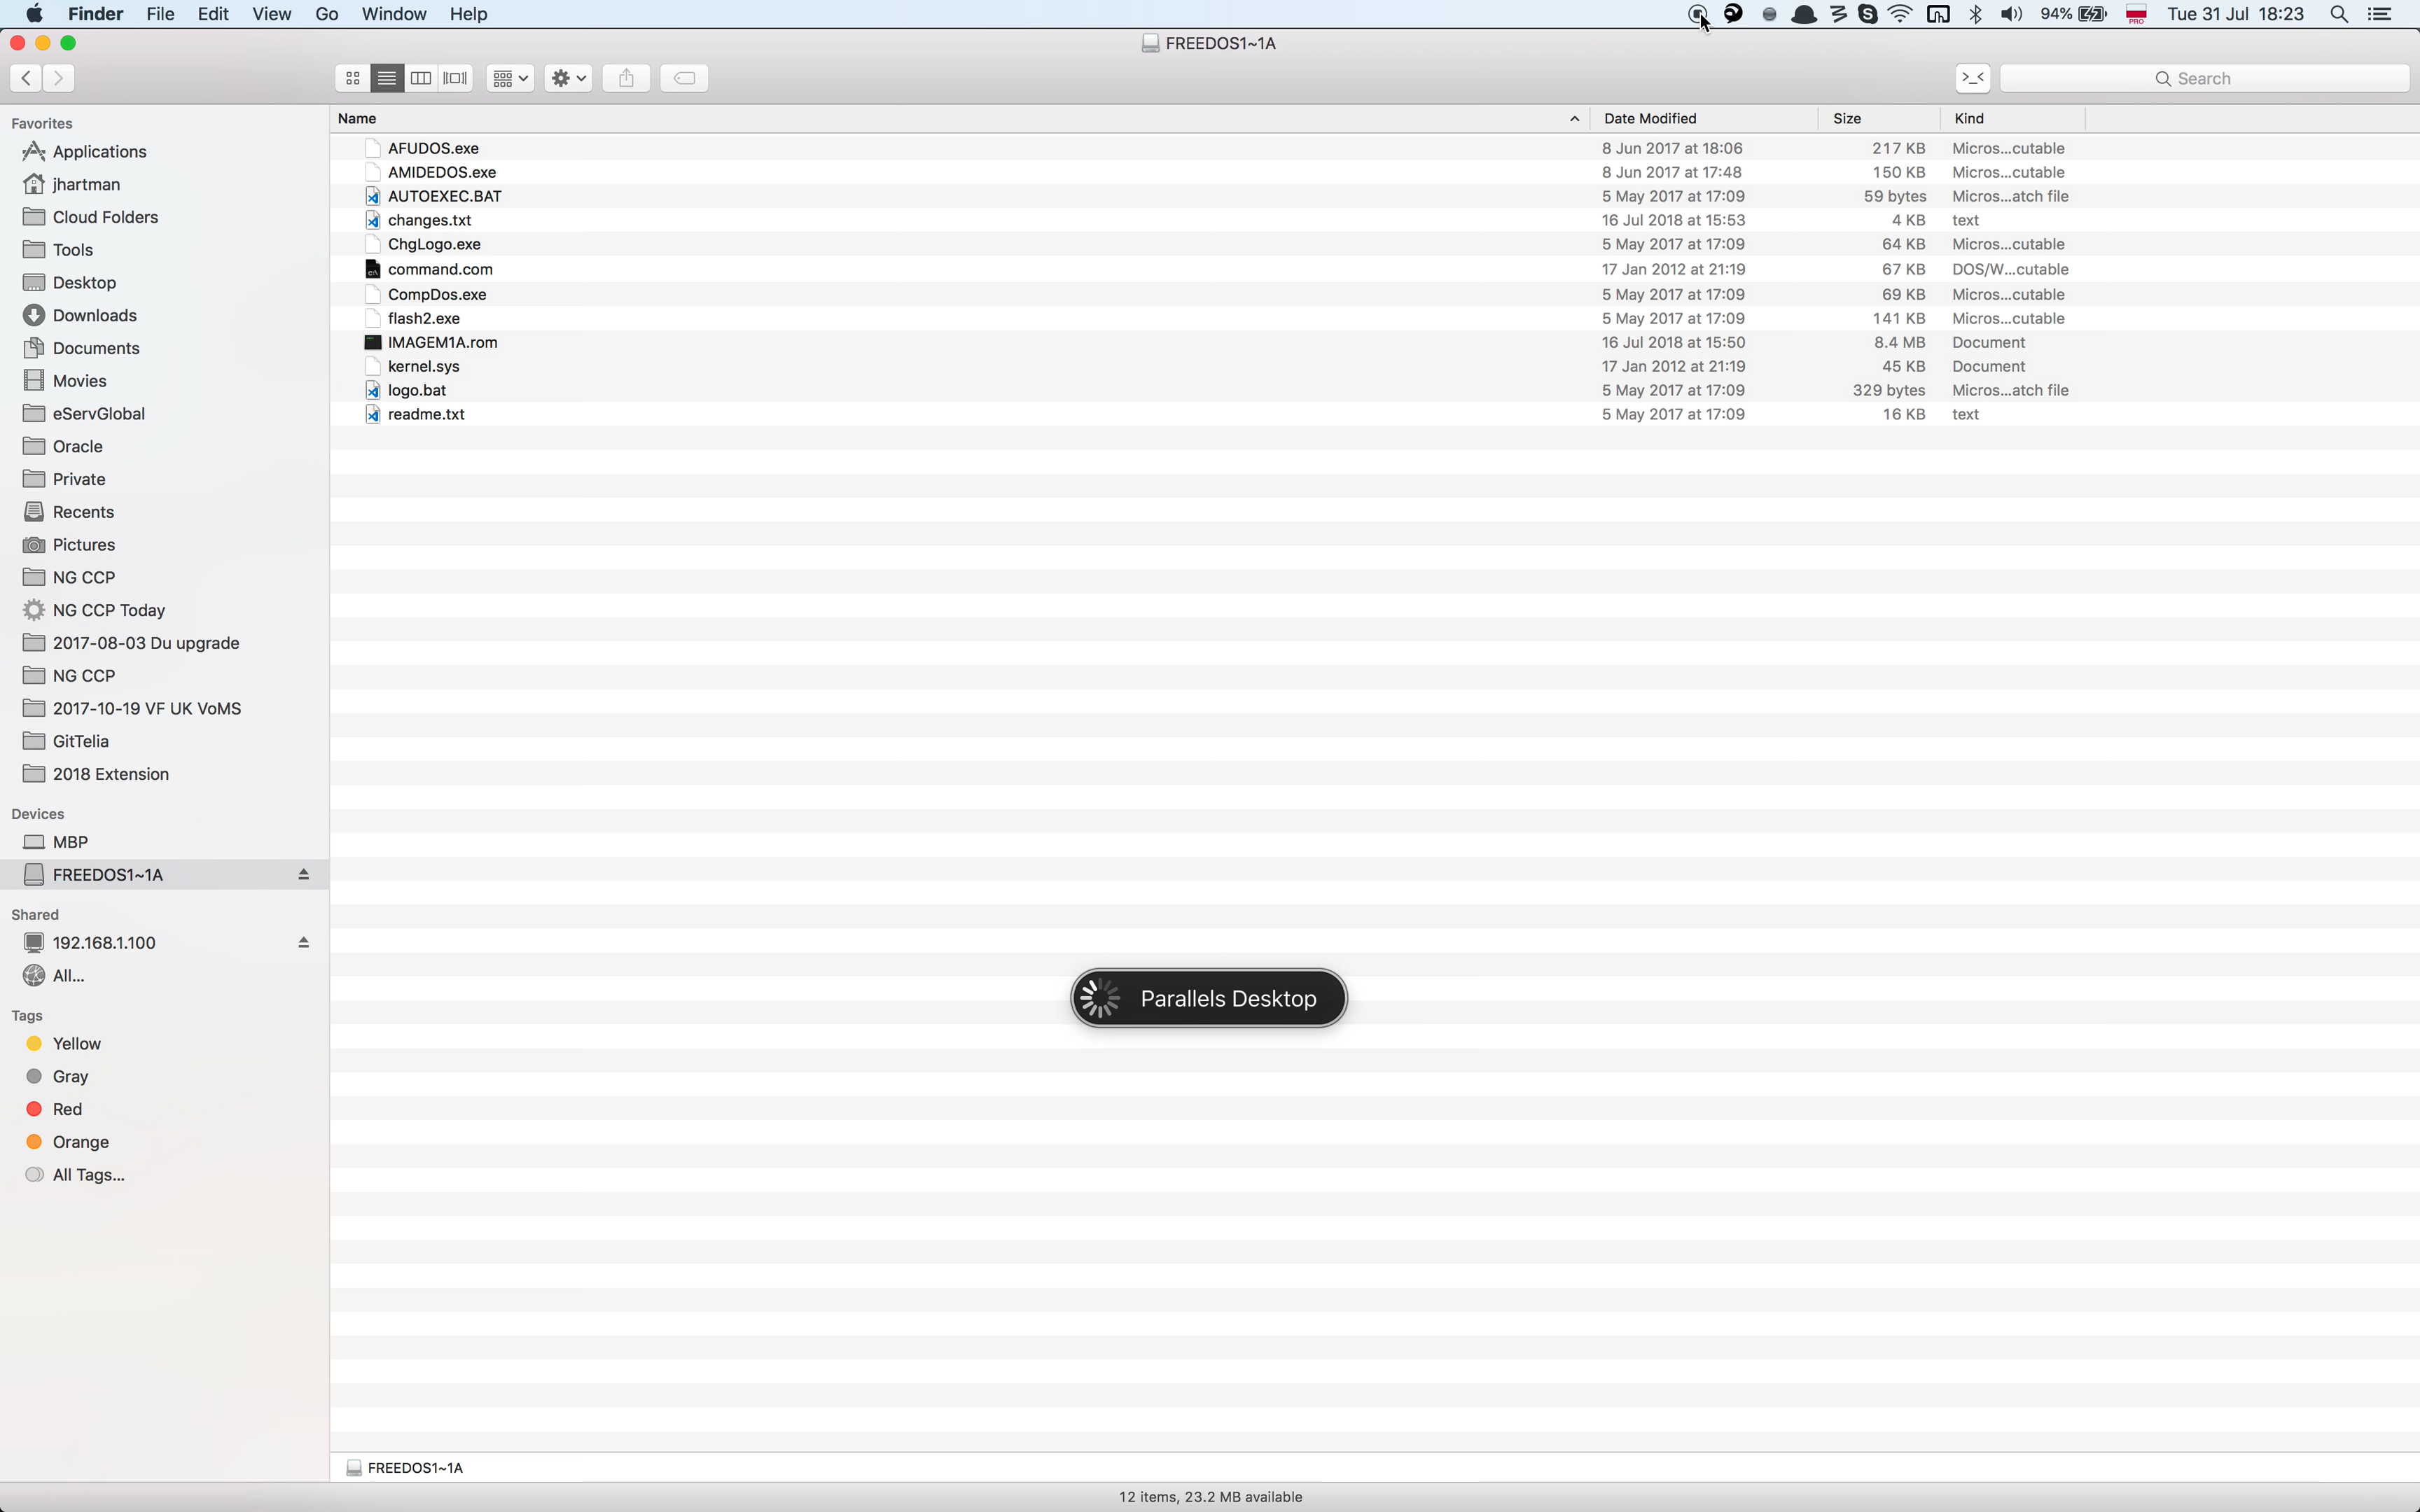 Finder File Edit View Go Window Help 94% PRO Tue 31 Jul 18:23
FREEDOS1~1A
>_< Search
Name Date Modified Size Kind
AFUDOS.exe 8 Jun 2017 at 18:06 217 KB Micros...cutable
AMIDEDOS.exe 8 Jun 2017 at 17:48 150 KB Micros...cutable
AUTOEXEC.BAT 5 May 2017 at 17:09 59 bytes Micros...atch file
changes.txt 16 Jul 2018 at 15:53 4 KB text
ChgLogo.exe 5 May 2017 at 17:09 64 KB Micros...cutable
command.com 17 Jan 2012 at 21:19 67 KB DOS/W...cutable
CompDos.exe 5 May 2017 at 17:09 69 KB Micros...cutable
flash2.exe 5 May 2017 at 17:09 141 KB Micros...cutable
IMAGEM1A.rom 16 Jul 2018 at 15:50 8.4 MB Document
kernel.sys 17 Jan 2012 at 21:19 45 KB Document
logo.bat 5 May 2017 at 17:09 329 bytes Micros...atch file
readme.txt 5 May 2017 at 17:09 16 KB text
Favorites
Applications
jhartman
Cloud Folders
Tools
Desktop
Downloads
Documents
Movies
eServGlobal
Oracle
Private
Recents
Pictures
NG CCP
NG CCP Today
2017-08-03 Du upgrade
NG CCP
2017-10-19 VF UK VoMS
GitTelia
2018 Extension
Devices
MBP
FREEDOS1~1A
Shared
192.168.1.100
All...
Tags
Yellow
Gray
Red
Orange
All Tags...
Parallels Desktop
FREEDOS1~1A
12 items, 23.2 MB available